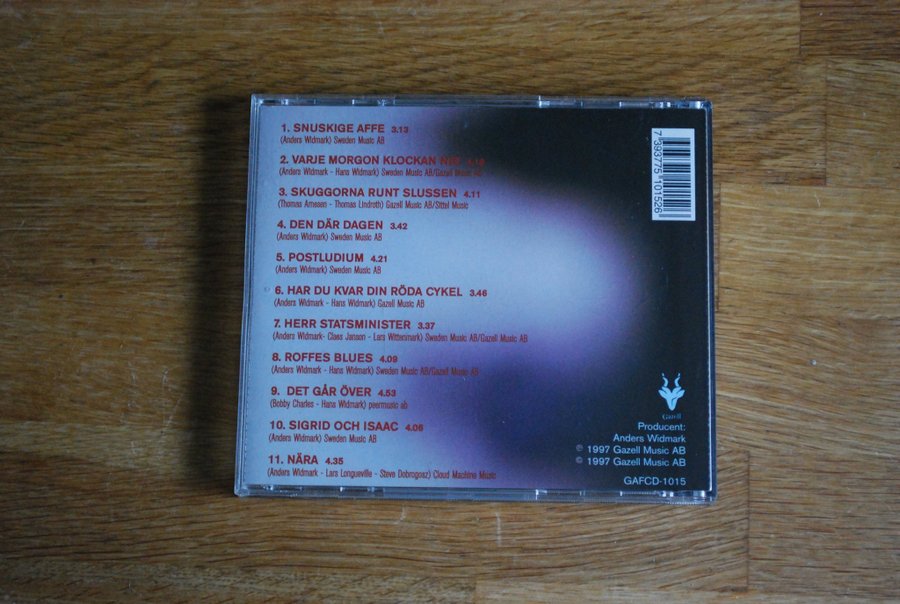 1. SNUSKIGE AFFE 3.13
(Anders Widmark) Sweden Music AB
2. VARJE MORGON KLOCKAN
(Anders Widmark - Hans Widmark) Sweden Music AB/Gazell Music AB
3. SKUGGORNA RUNT SLUSSEN 4.11
(Thomas Arnesen - Thomas Lindroth) Gazell Music AB/Sittel Music
4. DEN DÄR DAGEN 3.42
(Anders Widmark) Sweden Music AB
5. POSTLUDIUM 4.21
(Anders Widmark) Sweden Music AB
6. HAR DU KVAR DIN RÖDA CYKEL 3.46
(Anders Widmark - Hans Widmark) Gazell Music AB
7. HERR STATSMINISTER 3.37
(Anders Widmark- Claes Janson - Lars Wittenmark) Sweden Music AB/Gazell Music AB
8. ROFFES BLUES 4.09
(Anders Widmark - Hans Widmark) Sweden Music AB/Gazell Music AB
9. DET GÅR ÖVER 4.53
(Bobby Charles - Hans Widmark) peermusic ab
10. SIGRID OCH ISAAC 4.06
(Anders Widmark) Sweden Music AB
11. NÄRA 4.35
(Anders Widmark - Lars Longueville - Steve Dobrogosz) Cloud Machine Music
7 393775 101526
Gazell
Producent:
Anders Widmark
℗ 1997 Gazell Music AB
© 1997 Gazell Music AB
GAFCD-1015